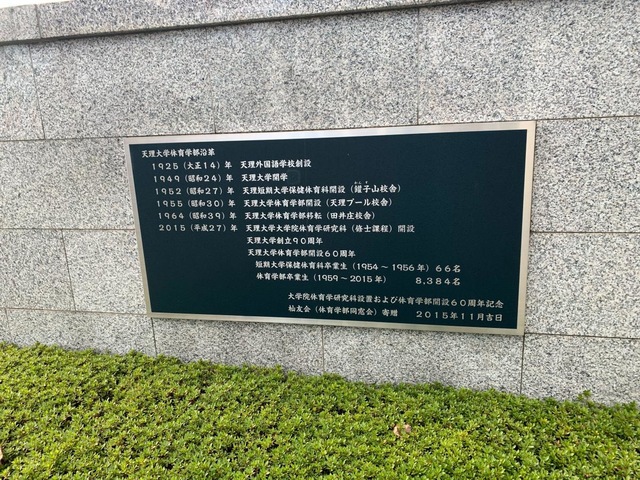 天理大学体育学部沿革
1925（大正14）年 天理外国語学校創設
1949（昭和24）年 天理大学開学
1952（昭和27）年 天理短期大学保健体育科開設（罐子山校舎）
1955（昭和30）年 天理大学体育学部開設（天理プール校舎）
1964（昭和39）年 天理大学体育学部移転（田井庄校舎）
2015（平成27）年 天理大学大学院体育学研究科（修士課程）開設
天理大学創立90周年
天理大学体育学部開設60周年
短期大学保健体育科卒業生（1954～1956年）66名
体育学部卒業生（1959～2015年） 8,384名
大学院体育学研究科設置および体育学部開設60周年記念
柚友会（体育学部同窓会）寄贈 2015年11月吉日